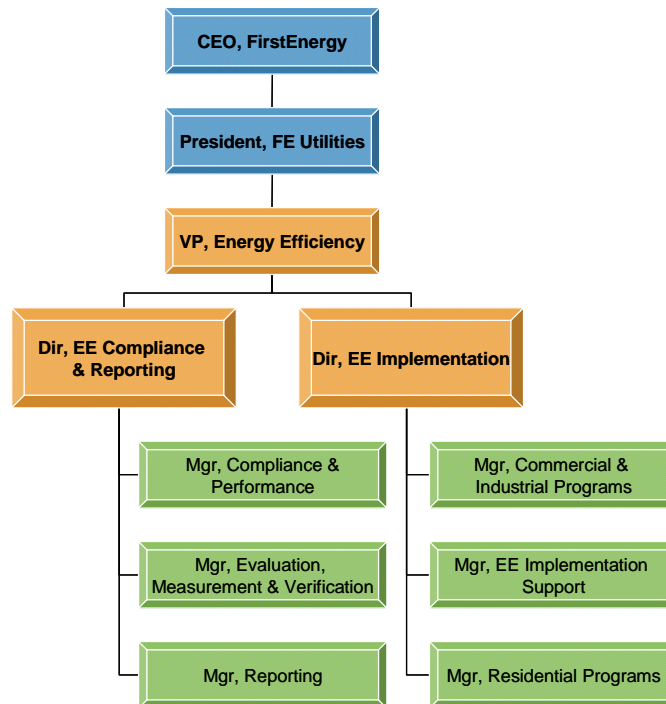 CEO, FirstEnergy
President, FE Utilities
VP, Energy Efficiency
Dir, EE Compliance
& Reporting
Dir, EE Implementation
Mgr, Compliance &
Performance
Mgr, Commercial &
Industrial Programs
Mgr, Evaluation,
Measurement & Verification
Mgr, EE Implementation
Support
Mgr, Reporting
Mgr, Residential Programs